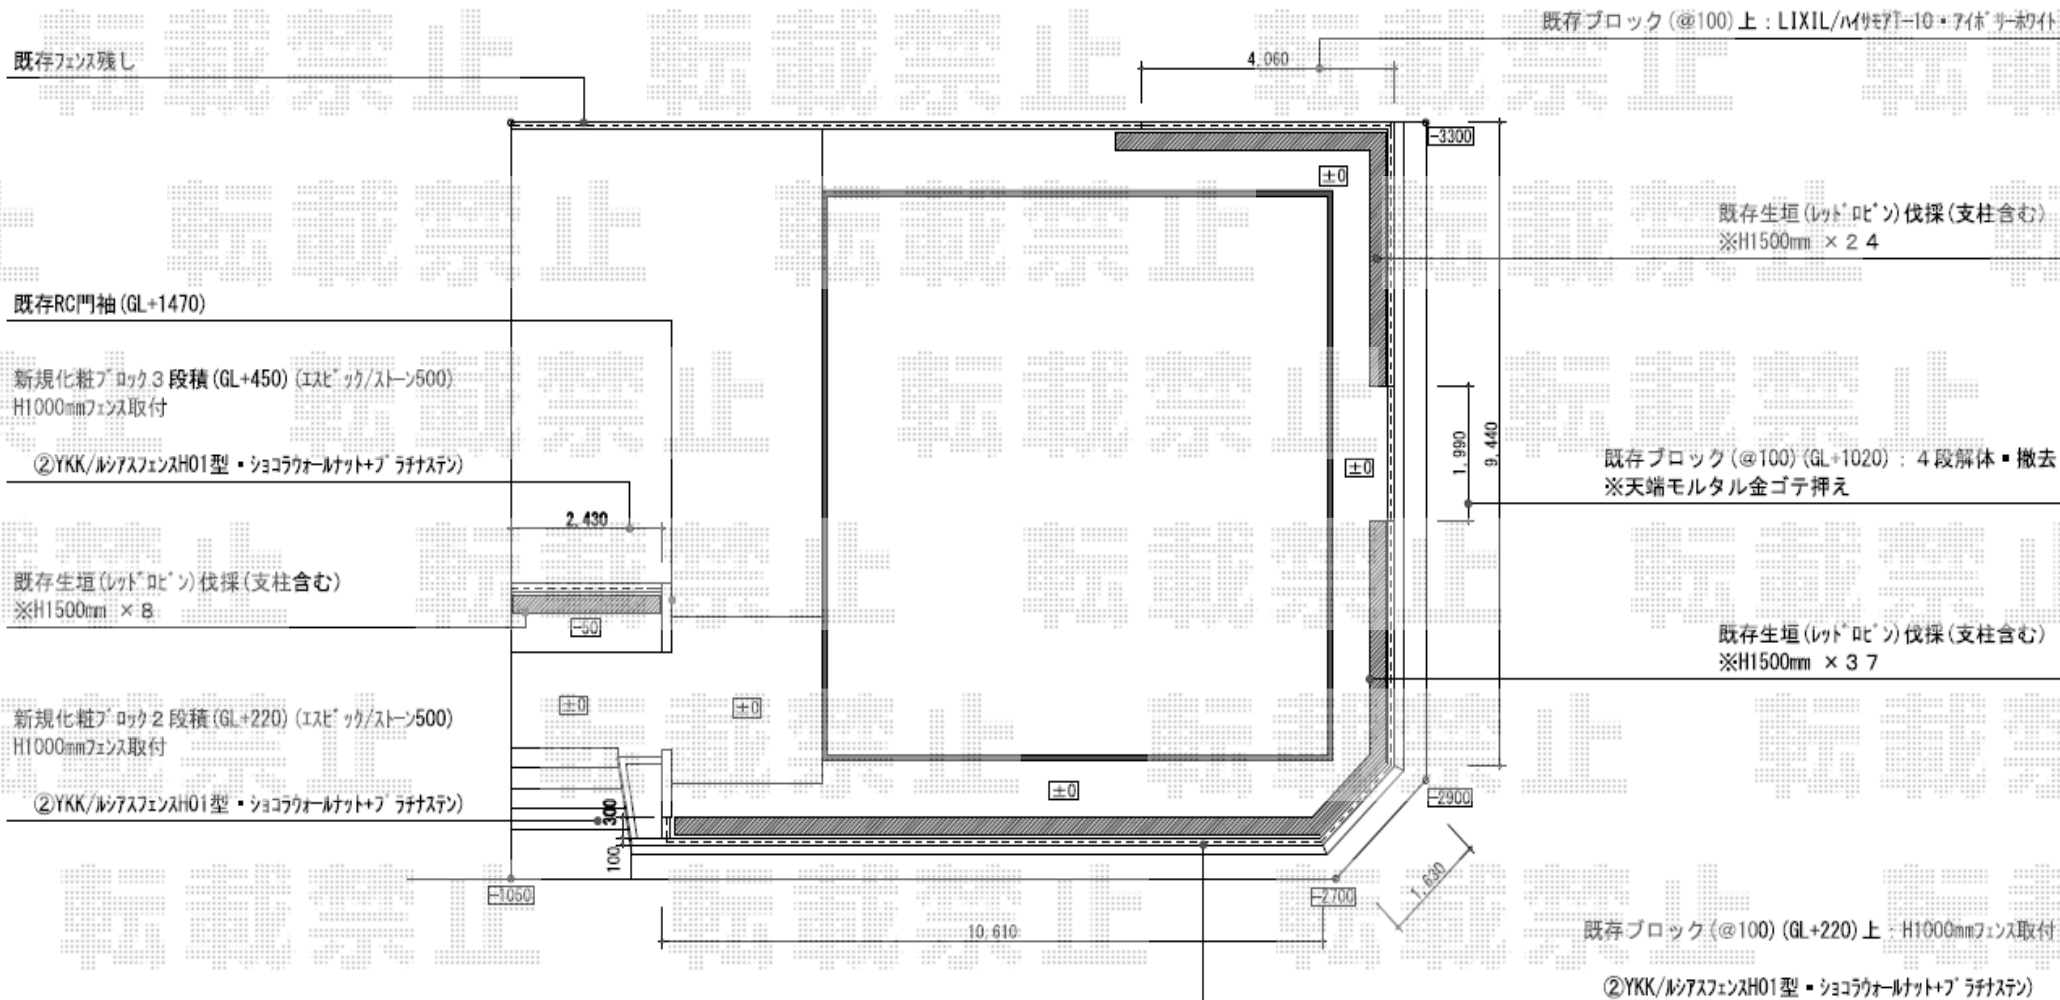 既存ブロック(@100)上：LIXIL/ﾊｲｻﾓｱT-10・ｱｲﾎﾞﾘｰﾎﾜｲﾄ
既存ﾌｪﾝｽ残し
4,060
-3300
±0
既存生垣(ﾚｯﾄﾞﾛﾋﾞﾝ)伐採(支柱含む)
※H1500mm ×２４
既存RC門袖(GL+1470)
新規化粧ﾌﾞﾛｯｸ３段積(GL+450)(ｴｽﾋﾞｯｸ/ｽﾄｰﾝ500)
H1000mmﾌｪﾝｽ取付
②YKK/ﾙｼｱｽﾌｪﾝｽH01型・ｼｮｺﾗｳｫｰﾙﾅｯﾄ+ﾌﾟﾗﾁﾅｽﾃﾝ)
1,990
9,440
±0
既存ブロック(@100)(GL+1020)：４段解体・撤去
※天端モルタル金ゴテ押え
2,430
既存生垣(ﾚｯﾄﾞﾛﾋﾞﾝ)伐採(支柱含む)
※H1500mm ×８
-50
既存生垣(ﾚｯﾄﾞﾛﾋﾞﾝ)伐採(支柱含む)
※H1500mm ×３７
±0
±0
新規化粧ﾌﾞﾛｯｸ２段積(GL+220)(ｴｽﾋﾞｯｸ/ｽﾄｰﾝ500)
H1000mmﾌｪﾝｽ取付
②YKK/ﾙｼｱｽﾌｪﾝｽH01型・ｼｮｺﾗｳｫｰﾙﾅｯﾄ+ﾌﾟﾗﾁﾅｽﾃﾝ)
300
100
±0
-2900
-1050
-2700
1,630
10,610
既存ブロック(@100)(GL+220)上：H1000mmﾌｪﾝｽ取付
②YKK/ﾙｼｱｽﾌｪﾝｽH01型・ｼｮｺﾗｳｫｰﾙﾅｯﾄ+ﾌﾟﾗﾁﾅｽﾃﾝ)
転載禁止